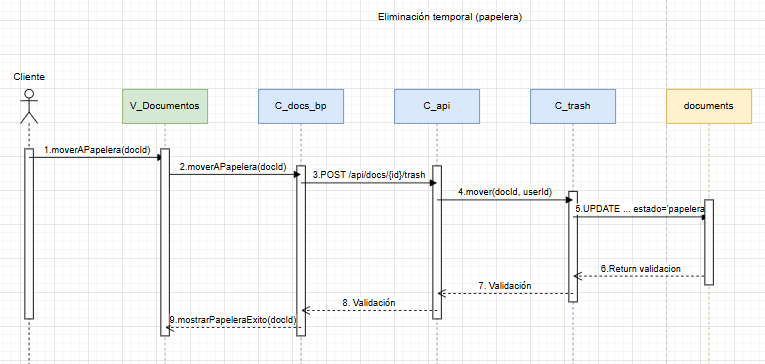 Eliminación temporal (papelera)
Cliente
V_Documentos
C_docs_bp
C_api
C_trash
documents
1.moverAPapelera(docId)
2.moverAPapelera(docId)
3.POST /api/docs/{id}/trash
4.mover(docId, userId)
5.UPDATE ... estado='papelera
6.Return validacion
7. Validación
8. Validación
9.mostrarPapeleraExito(docId)